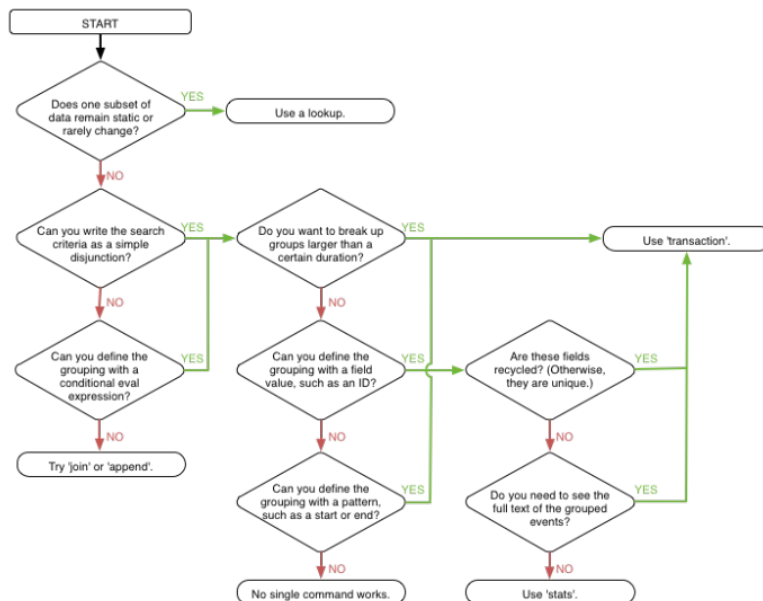 START
Does one subset of
data remain static or
rarely change?
YES
Use a lookup.
NO
Can you write the search
criteria as a simple
disjunction?
YES
Do you want to break up
groups larger than a
certain duration?
YES
Use 'transaction'.
NO
NO
Can you define the
grouping with a
conditional eval
expression?
YES
Can you define the
grouping with a field
value, such as an ID?
YES
Are these fields
recycled? (Otherwise,
they are unique.)
YES
NO
NO
NO
Try 'join' or 'append'.
Can you define the
grouping with a pattern,
such as a start or end?
YES
Do you need to see the
full text of the grouped
events?
YES
NO
NO
No single command works.
Use 'stats'.